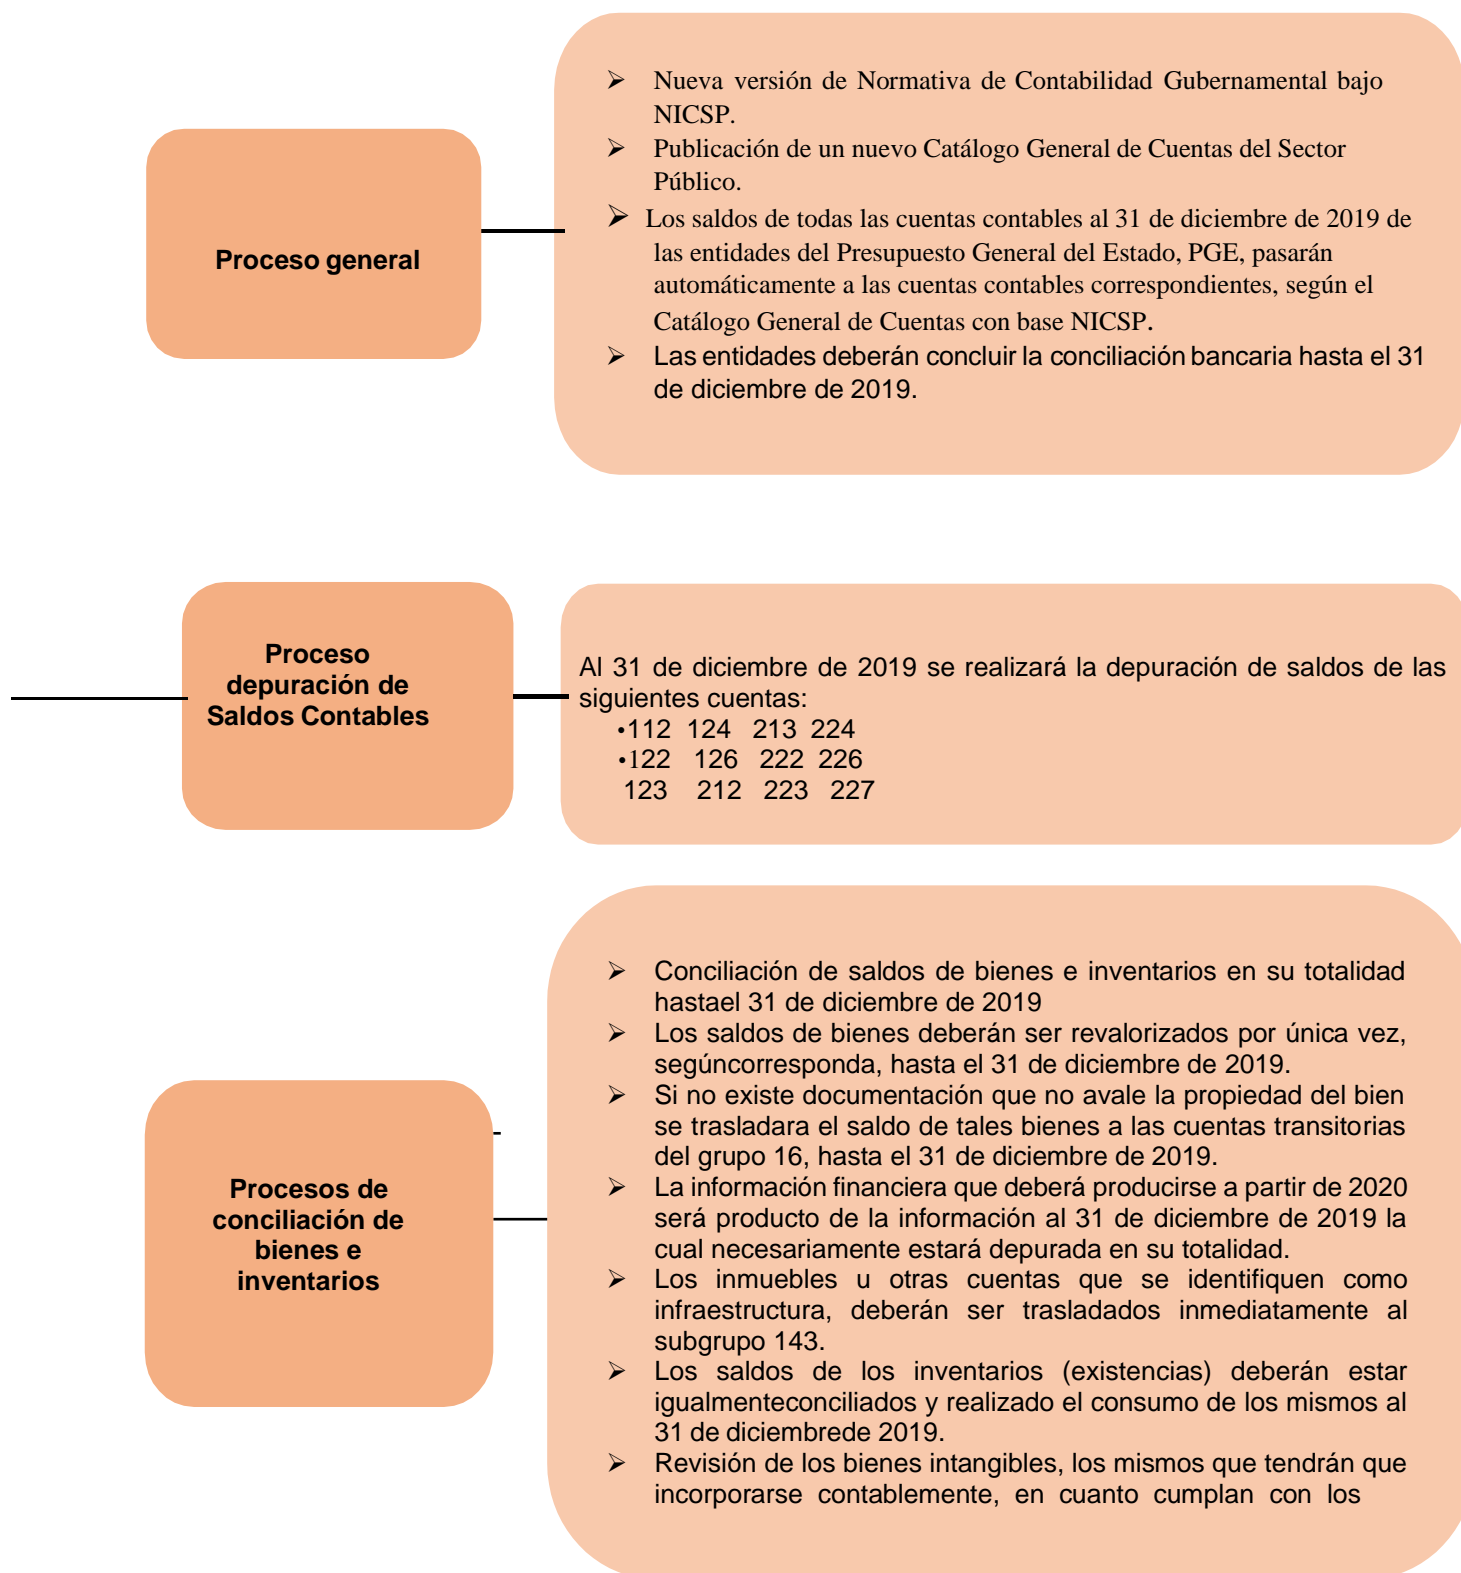 Proceso general
➢ Nueva versión de Normativa de Contabilidad Gubernamental bajo
NICSP.
➢ Publicación de un nuevo Catálogo General de Cuentas del Sector
Público.
➢ Los saldos de todas las cuentas contables al 31 de diciembre de 2019 de
las entidades del Presupuesto General del Estado, PGE, pasarán
automáticamente a las cuentas contables correspondientes, según el
Catálogo General de Cuentas con base NICSP.
➢ Las entidades deberán concluir la conciliación bancaria hasta el 31
de diciembre de 2019.
Proceso
depuración de
Saldos Contables
Al 31 de diciembre de 2019 se realizará la depuración de saldos de las
siguientes cuentas:
•112 124 213 224
•122 126 222 226
123 212 223 227
Procesos de
conciliación de
bienes e
inventarios
➢ Conciliación de saldos de bienes e inventarios en su totalidad
hastael 31 de diciembre de 2019
➢ Los saldos de bienes deberán ser revalorizados por única vez,
segúncorresponda, hasta el 31 de diciembre de 2019.
➢ Si no existe documentación que no avale la propiedad del bien
se trasladara el saldo de tales bienes a las cuentas transitorias
del grupo 16, hasta el 31 de diciembre de 2019.
➢ La información financiera que deberá producirse a partir de 2020
será producto de la información al 31 de diciembre de 2019 la
cual necesariamente estará depurada en su totalidad.
➢ Los inmuebles u otras cuentas que se identifiquen como
infraestructura, deberán ser trasladados inmediatamente al
subgrupo 143.
➢ Los saldos de los inventarios (existencias) deberán estar
igualmenteconciliados y realizado el consumo de los mismos al
31 de diciembrede 2019.
➢ Revisión de los bienes intangibles, los mismos que tendrán que
incorporarse contablemente, en cuanto cumplan con los